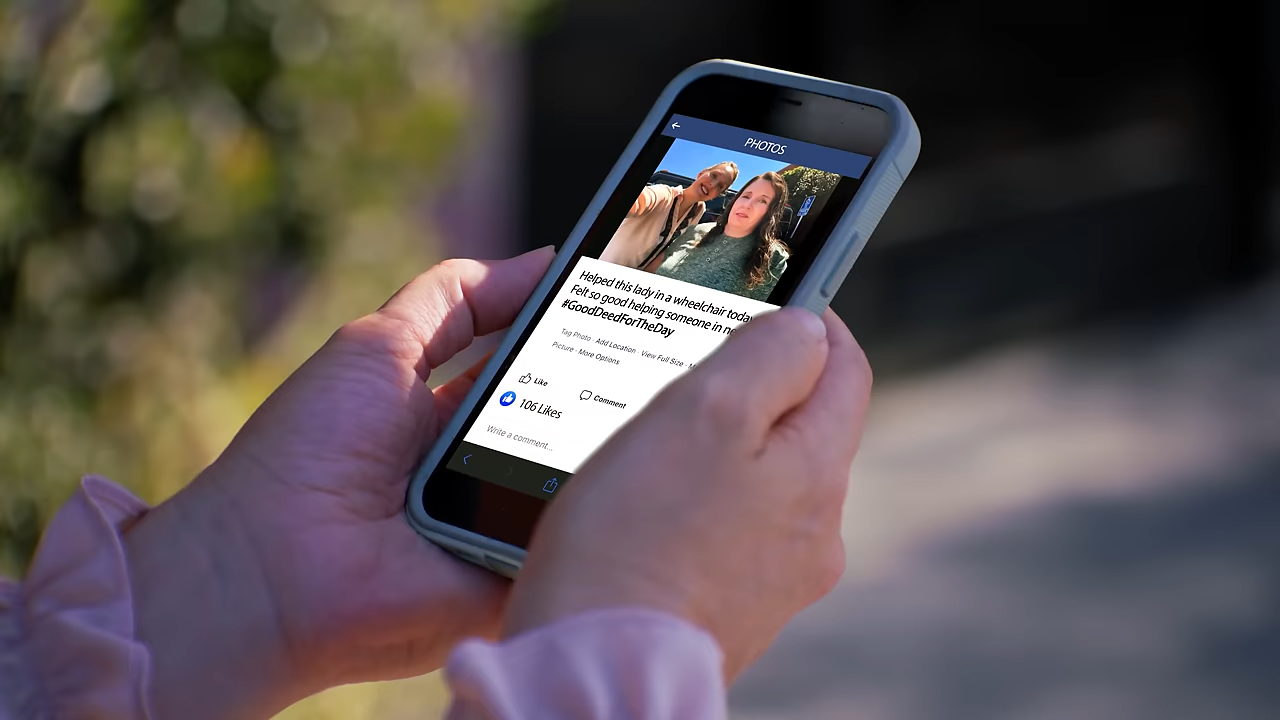 PHOTOS
Helped this lady in a wheelchair
Felt so good helping someone in
#GoodDeedForTheDay
Tag Photo · Add Location · View Full Size ·
Picture · More Options
Like
Comment
106 Likes
Write a comment...